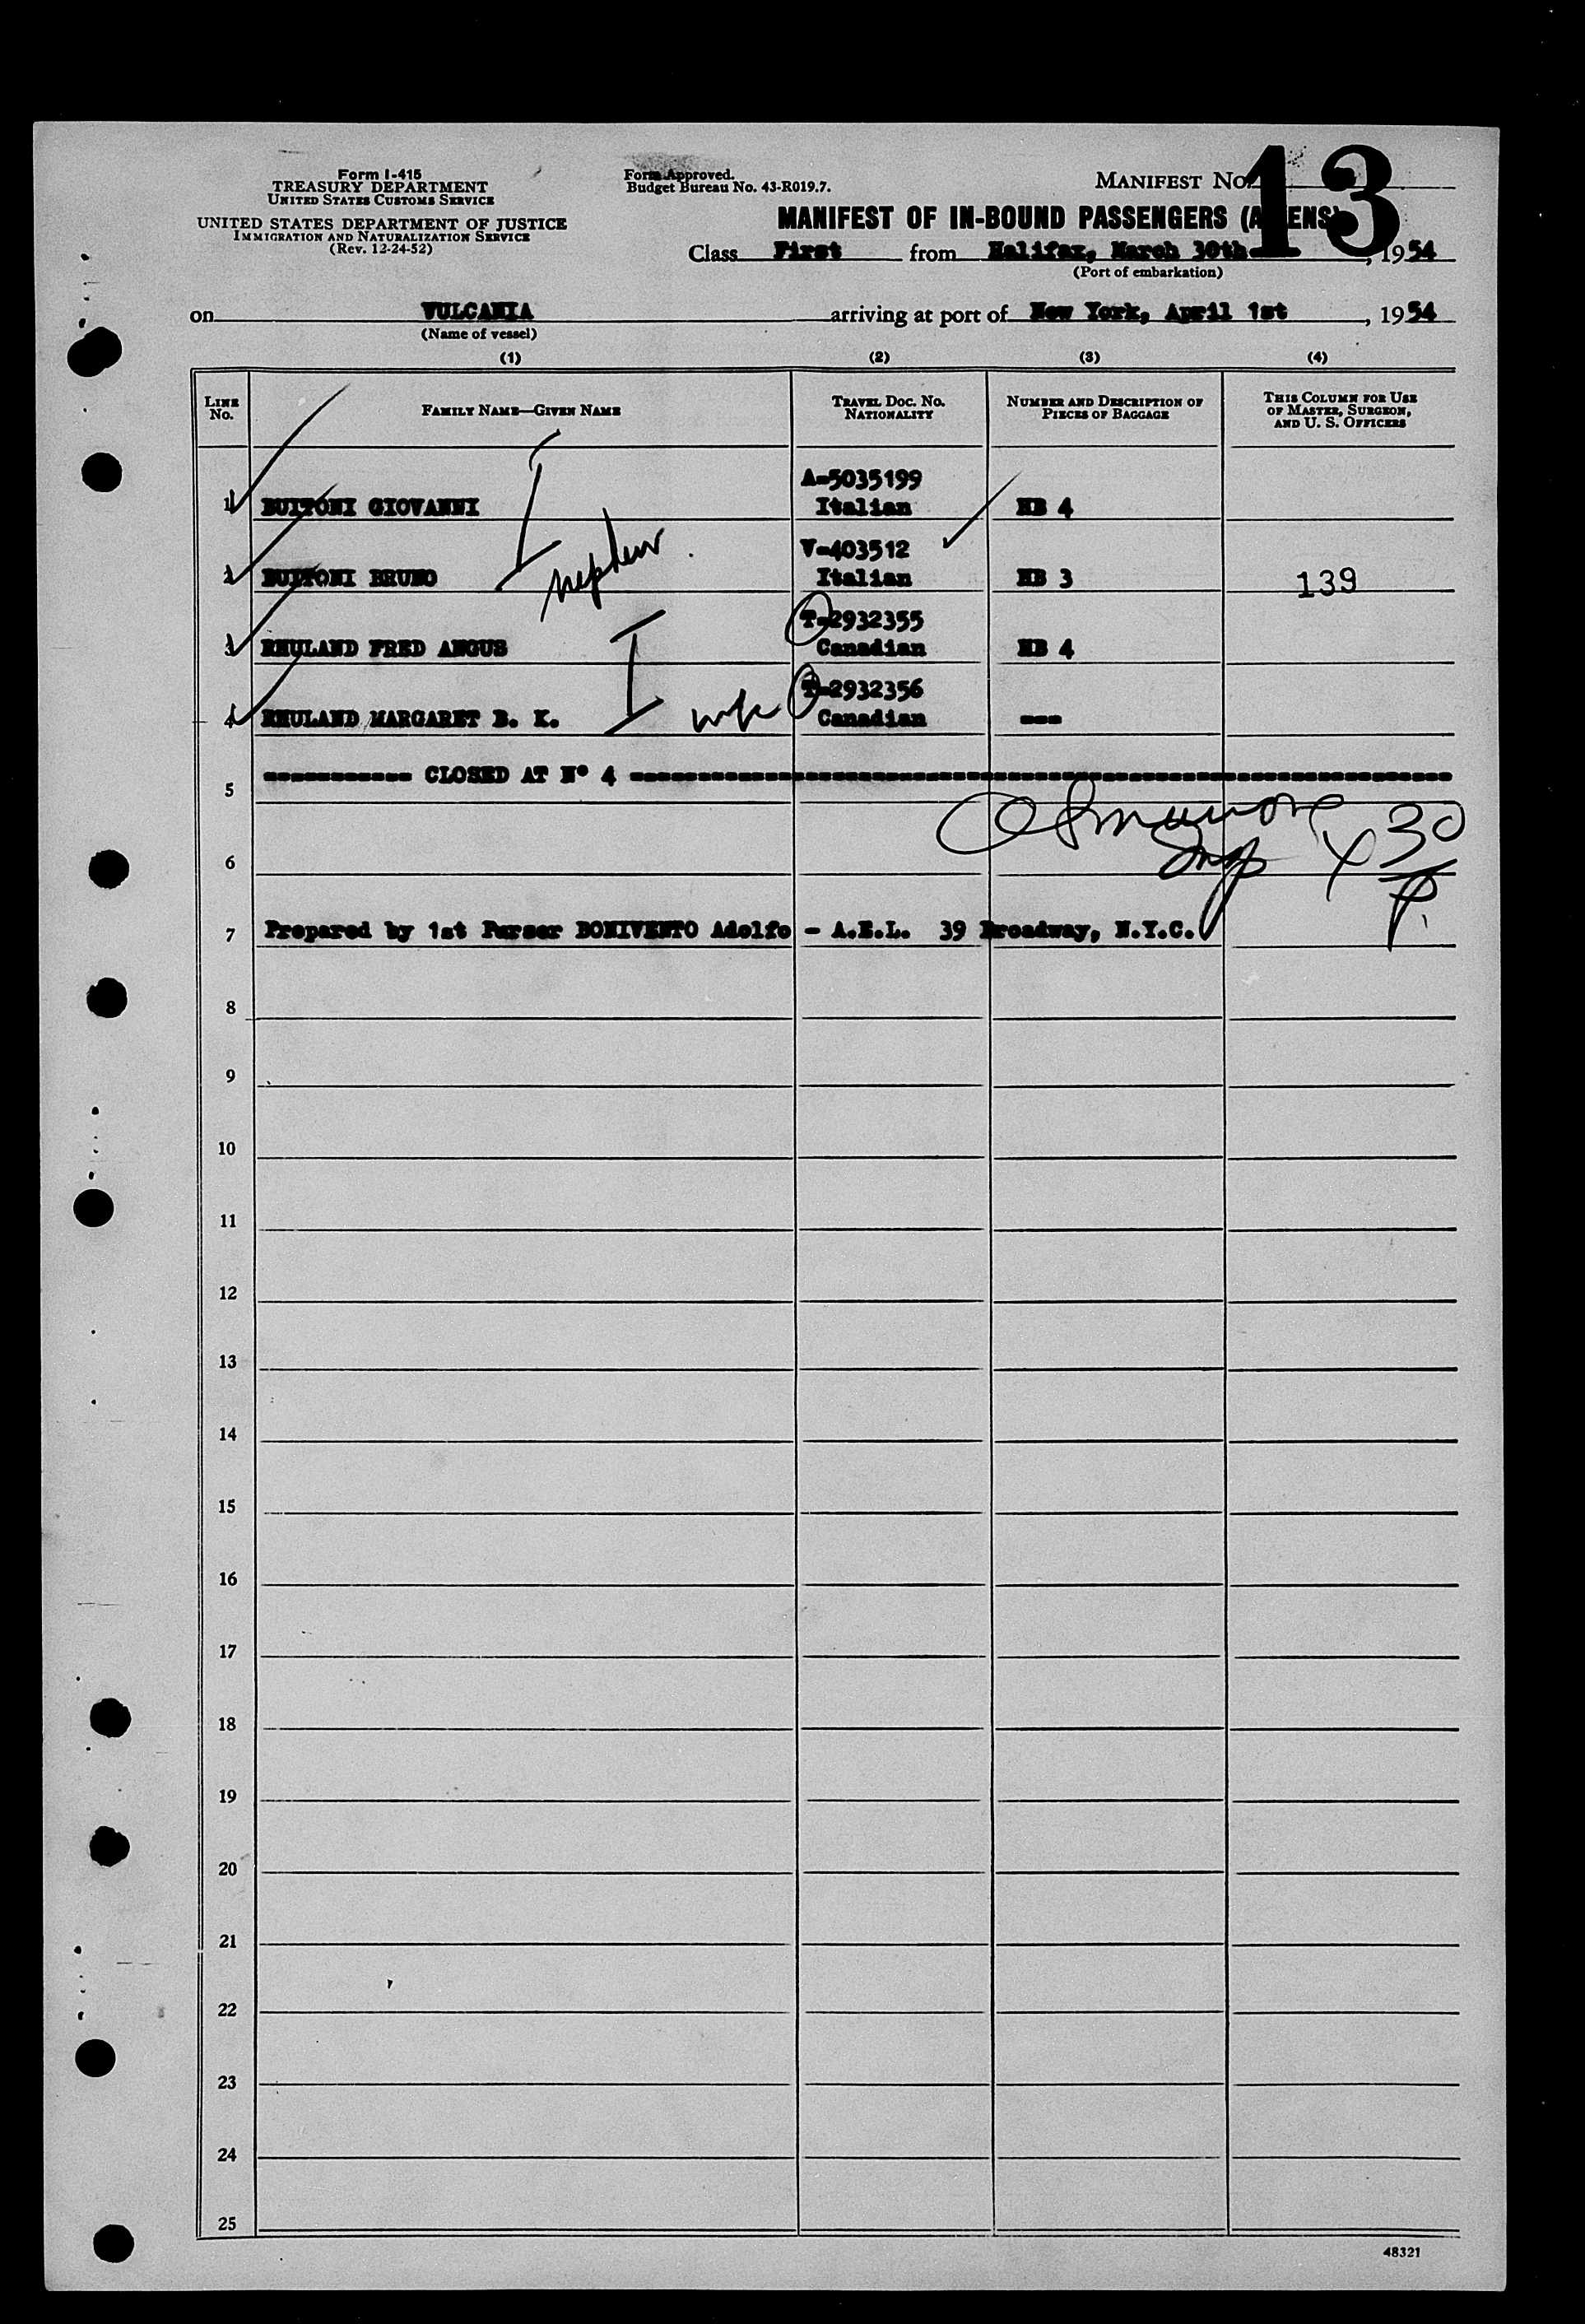 Form I-415
TREASURY DEPARTMENT
UNITED STATES CUSTOMS SERVICE
UNITED STATES DEPARTMENT OF JUSTICE
IMMIGRATION AND NATURALIZATION SERVICE
(Rev. 12-24-52)
Form Approved.
Budget Bureau No. 43-R019.7.
MANIFEST No. 13
MANIFEST OF IN-BOUND PASSENGERS (ALIENS)
Class First from Halifax, March 30th, 1954
(Port of embarkation)
on VULCANIA arriving at port of New York, April 1st, 1954
(Name of vessel)
(1) (2) (3) (4)
LINE No. FAMILY NAME—GIVEN NAME TRAVEL DOC. No. NATIONALITY NUMBER AND DESCRIPTION OF PIECES OF BAGGAGE THIS COLUMN FOR USE OF MASTER, SURGEON, AND U. S. OFFICERS
A-5035199
1 BUITONI GIOVANNI Italian HB 4
nephew
V-403512
2 BUITONI BRUNO Italian HB 3 139
T-2932355
3 RHULAND FRED ANGUS Canadian HB 4
T-2932356
4 RHULAND MARGARET B. K. wife Canadian ---
----------- CLOSED AT Nº 4 -----------
5
Insp 30
6
7 Prepared by 1st Purser BONIVENTO Adolfo - A.E.L. 39 Broadway, N.Y.C.
8
9
10
11
12
13
14
15
16
17
18
19
20
21
22
23
24
25
48321